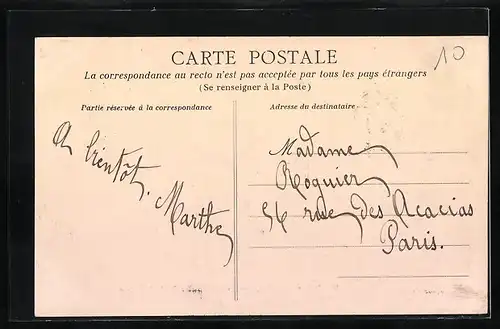 CARTE POSTALE
10
La correspondance au recto n'est pas acceptée par tous les pays étrangers
(Se renseigner à la Poste)
Partie réservée à la correspondance
A bientôt.
Marthe
Adresse du destinataire
Madame
Roquier
56 rue des Acacias
Paris.